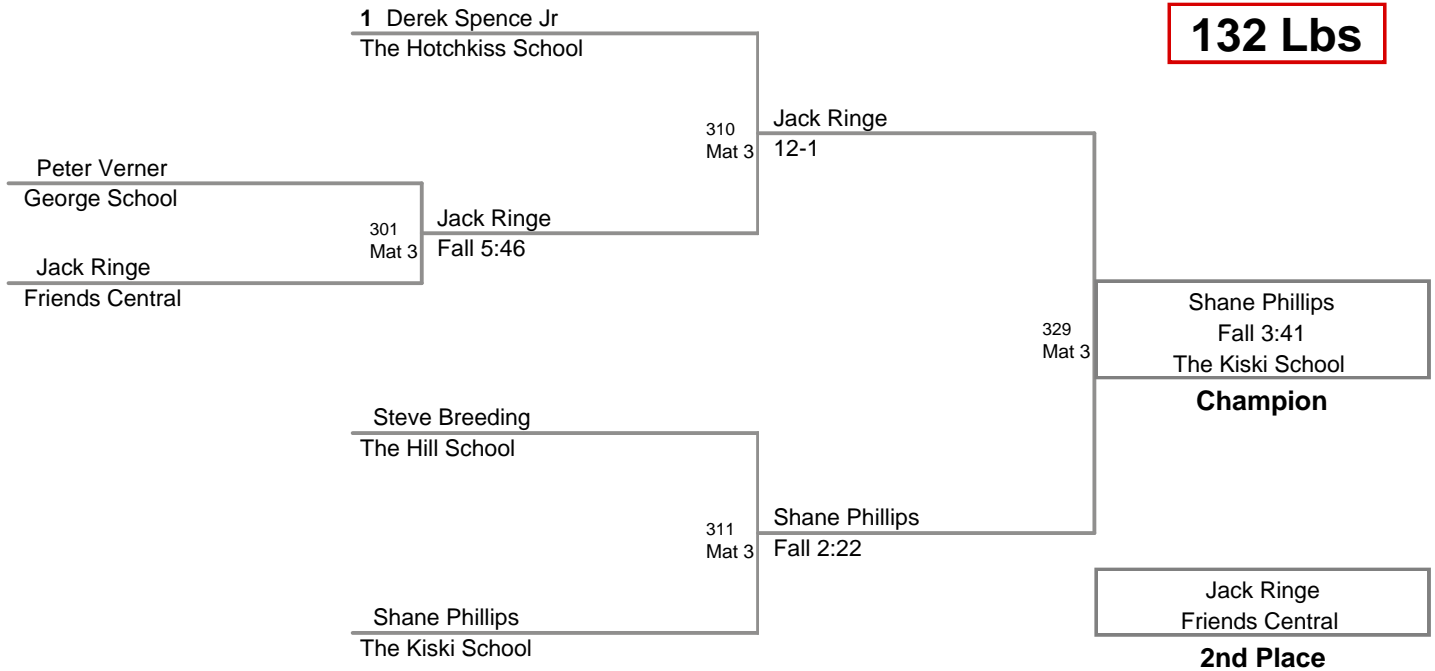 1 Derek Spence Jr
The Hotchkiss School
132 Lbs
310
Mat 3
Jack Ringe
12-1
Peter Verner
George School
301
Mat 3
Jack Ringe
Fall 5:46
Jack Ringe
Friends Central
329
Mat 3
Shane Phillips
Fall 3:41
The Kiski School
Champion
Steve Breeding
The Hill School
311
Mat 3
Shane Phillips
Fall 2:22
Shane Phillips
The Kiski School
Jack Ringe
Friends Central
2nd Place